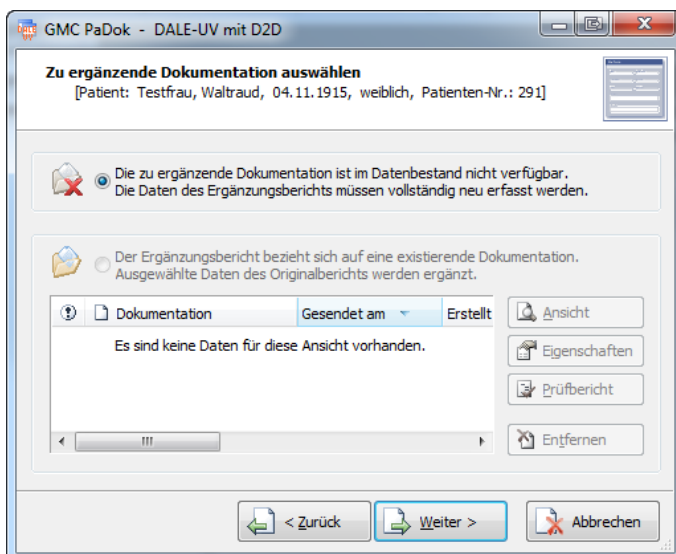 GMC PaDok - DALE-UV mit D2D
Zu ergänzende Dokumentation auswählen
[Patient: Testfrau, Waltraud, 04.11.1915, weiblich, Patienten-Nr.: 291]
Die zu ergänzende Dokumentation ist im Datenbestand nicht verfügbar.
Die Daten des Ergänzungsberichts müssen vollständig neu erfasst werden.
Der Ergänzungsbericht bezieht sich auf eine existierende Dokumentation.
Ausgewählte Daten des Originalberichts werden ergänzt.
Dokumentation Gesendet am Erstellt
Es sind keine Daten für diese Ansicht vorhanden.
Ansicht
Eigenschaften
Prüfbericht
Entfernen
< Zurück Weiter > Abbrechen